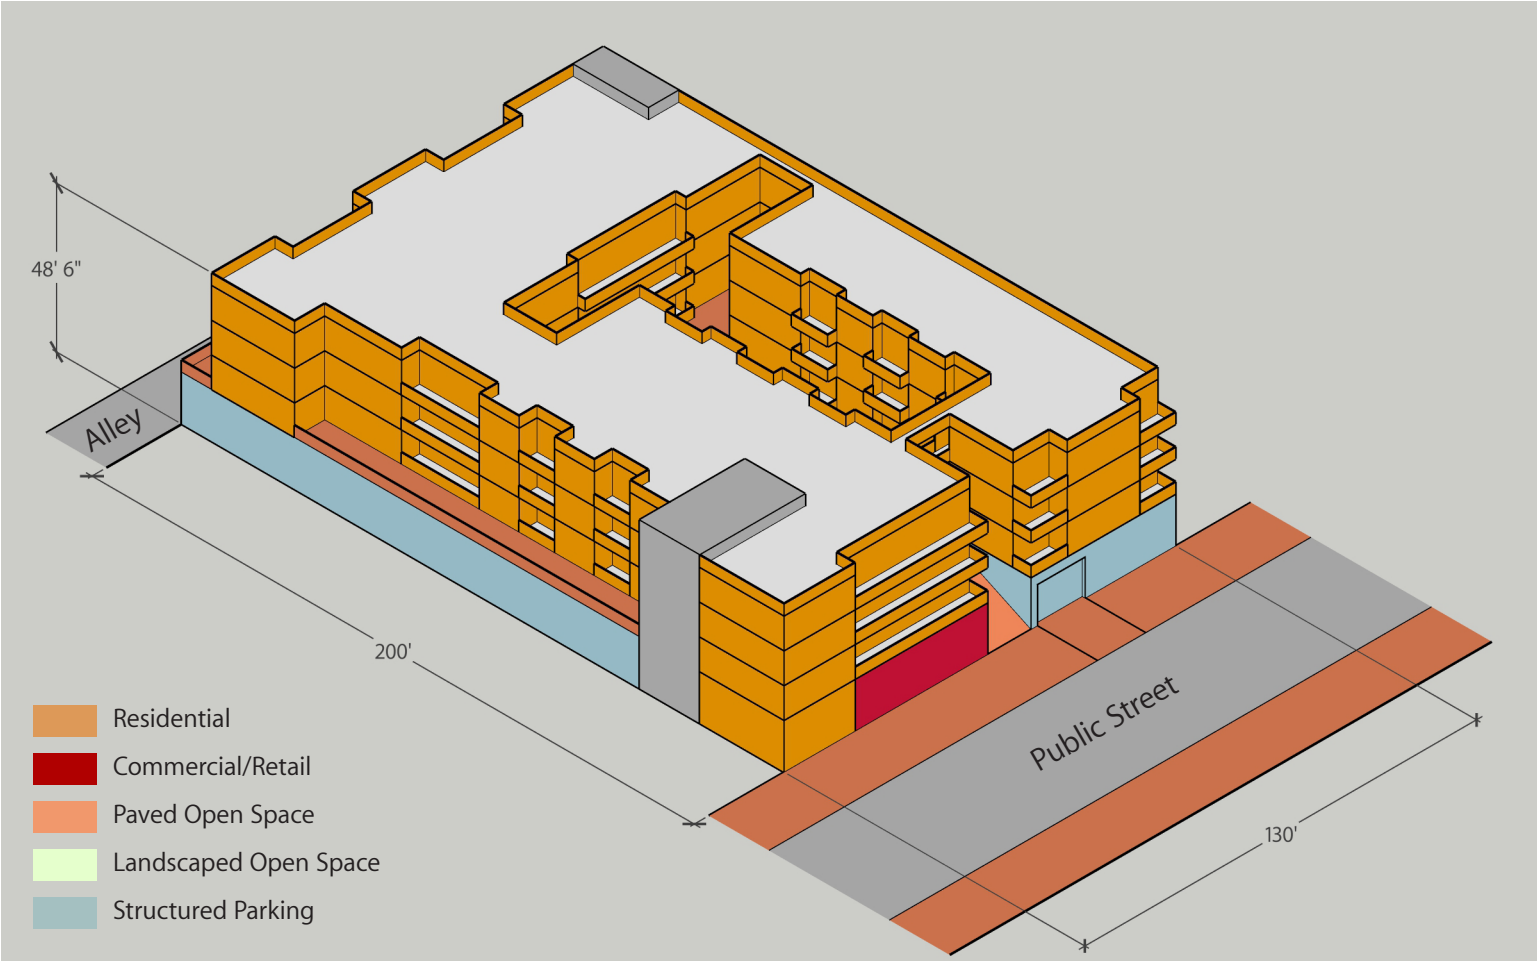 48' 6"
Alley
200'
Public Street
130'
Residential
Commercial/Retail
Paved Open Space
Landscaped Open Space
Structured Parking